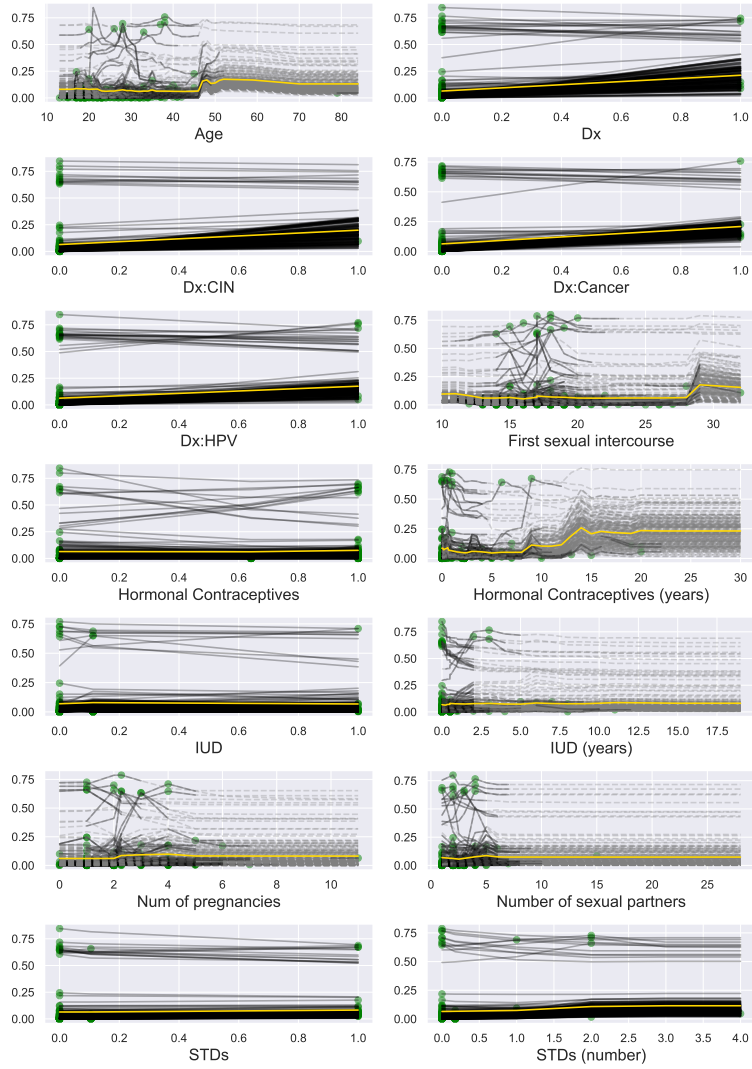 0.75
0.50
0.25
0.00
10 20 30 40 50 60 70 80
Age
0.75
0.50
0.25
0.00
0.0 0.2 0.4 0.6 0.8 1.0
Dx
0.75
0.50
0.25
0.00
0.0 0.2 0.4 0.6 0.8 1.0
Dx:CIN
0.75
0.50
0.25
0.00
0.0 0.2 0.4 0.6 0.8 1.0
Dx:Cancer
0.75
0.50
0.25
0.00
0.0 0.2 0.4 0.6 0.8 1.0
Dx:HPV
0.75
0.50
0.25
0.00
10 15 20 25 30
First sexual intercourse
0.75
0.50
0.25
0.00
0.0 0.2 0.4 0.6 0.8 1.0
Hormonal Contraceptives
0.75
0.50
0.25
0.00
0 5 10 15 20 25 30
Hormonal Contraceptives (years)
0.75
0.50
0.25
0.00
0.0 0.2 0.4 0.6 0.8 1.0
IUD
0.75
0.50
0.25
0.00
0.0 2.5 5.0 7.5 10.0 12.5 15.0 17.5
IUD (years)
0.75
0.50
0.25
0.00
0 2 4 6 8 10
Num of pregnancies
0.75
0.50
0.25
0.00
0 5 10 15 20 25
Number of sexual partners
0.75
0.50
0.25
0.00
0.0 0.2 0.4 0.6 0.8 1.0
STDs
0.75
0.50
0.25
0.00
0.0 0.5 1.0 1.5 2.0 2.5 3.0 3.5 4.0
STDs (number)